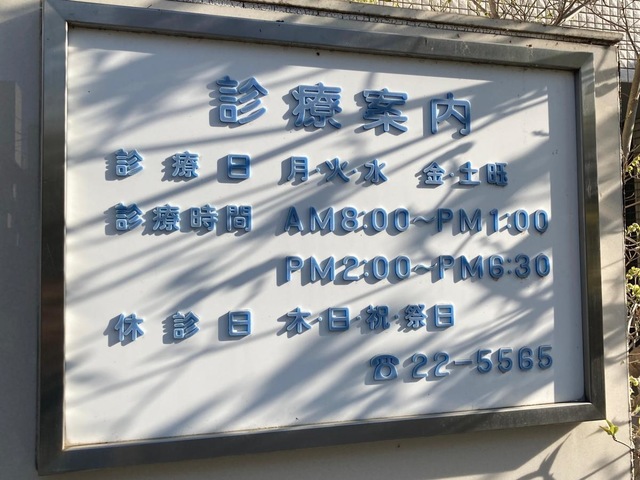 診療案内
診療日 月・火・水 金・土旺
診療時間 AM8:00~PM1:00
PM2:00~PM6:30
休診日 木・日・祝・祭日
☎22-5565